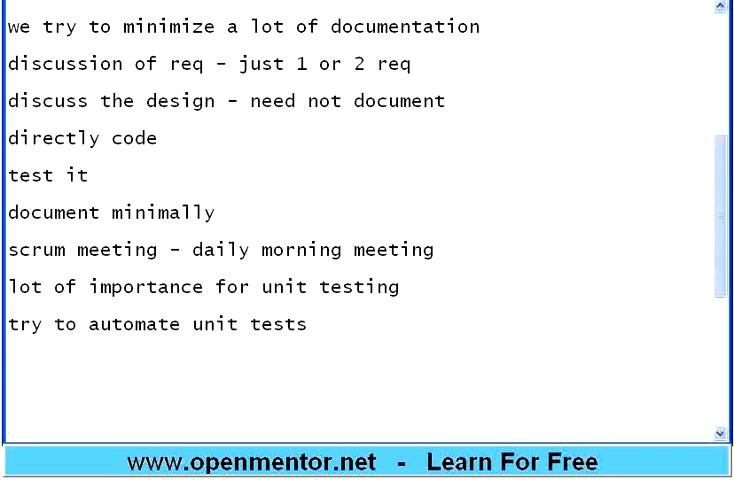 we try to minimize a lot of documentation
discussion of req - just 1 or 2 req
discuss the design - need not document
directly code
test it
document minimally
scrum meeting - daily morning meeting
lot of importance for unit testing
try to automate unit tests
www.openmentor.net - Learn For Free